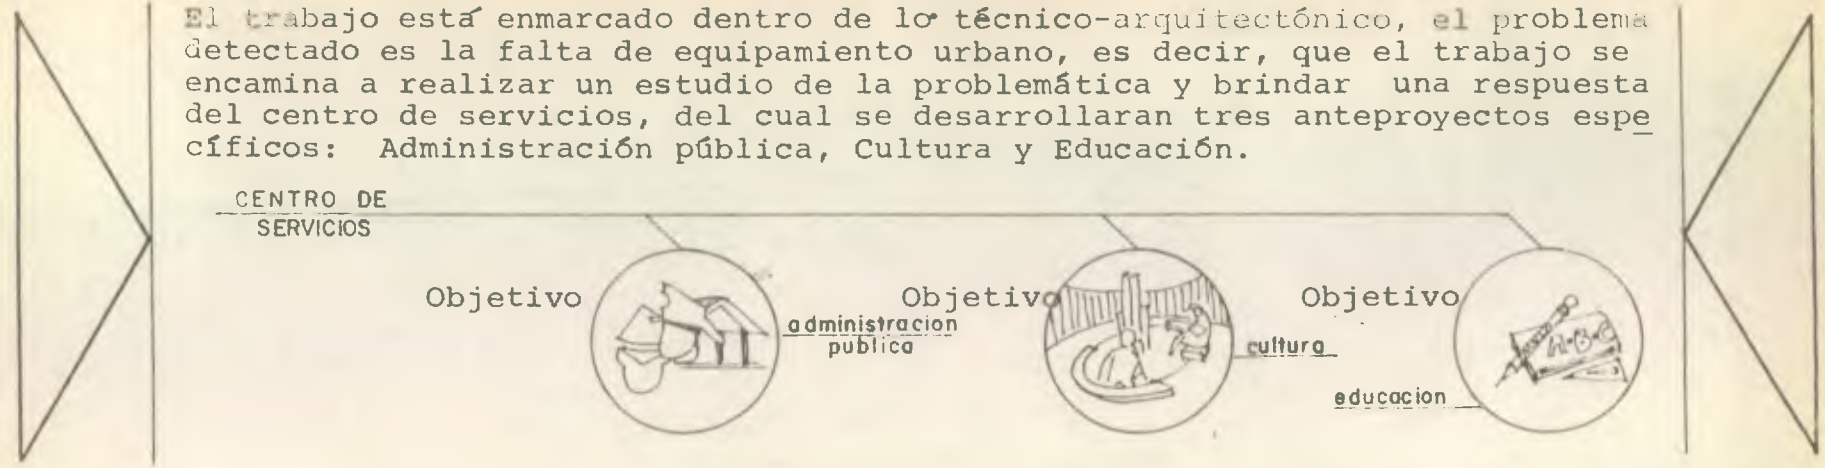 El trabajo está enmarcado dentro de lo técnico-arquitectónico, el problema
detectado es la falta de equipamiento urbano, es decir, que el trabajo se
encamina a realizar un estudio de la problemática y brindar una respuesta
del centro de servicios, del cual se desarrollaran tres anteproyectos espe
cíficos: Administración pública, Cultura y Educación.
CENTRO DE
SERVICIOS
Objetivo Objetivo Objetivo
administracion
publica
cultura
A-B-C
educacion